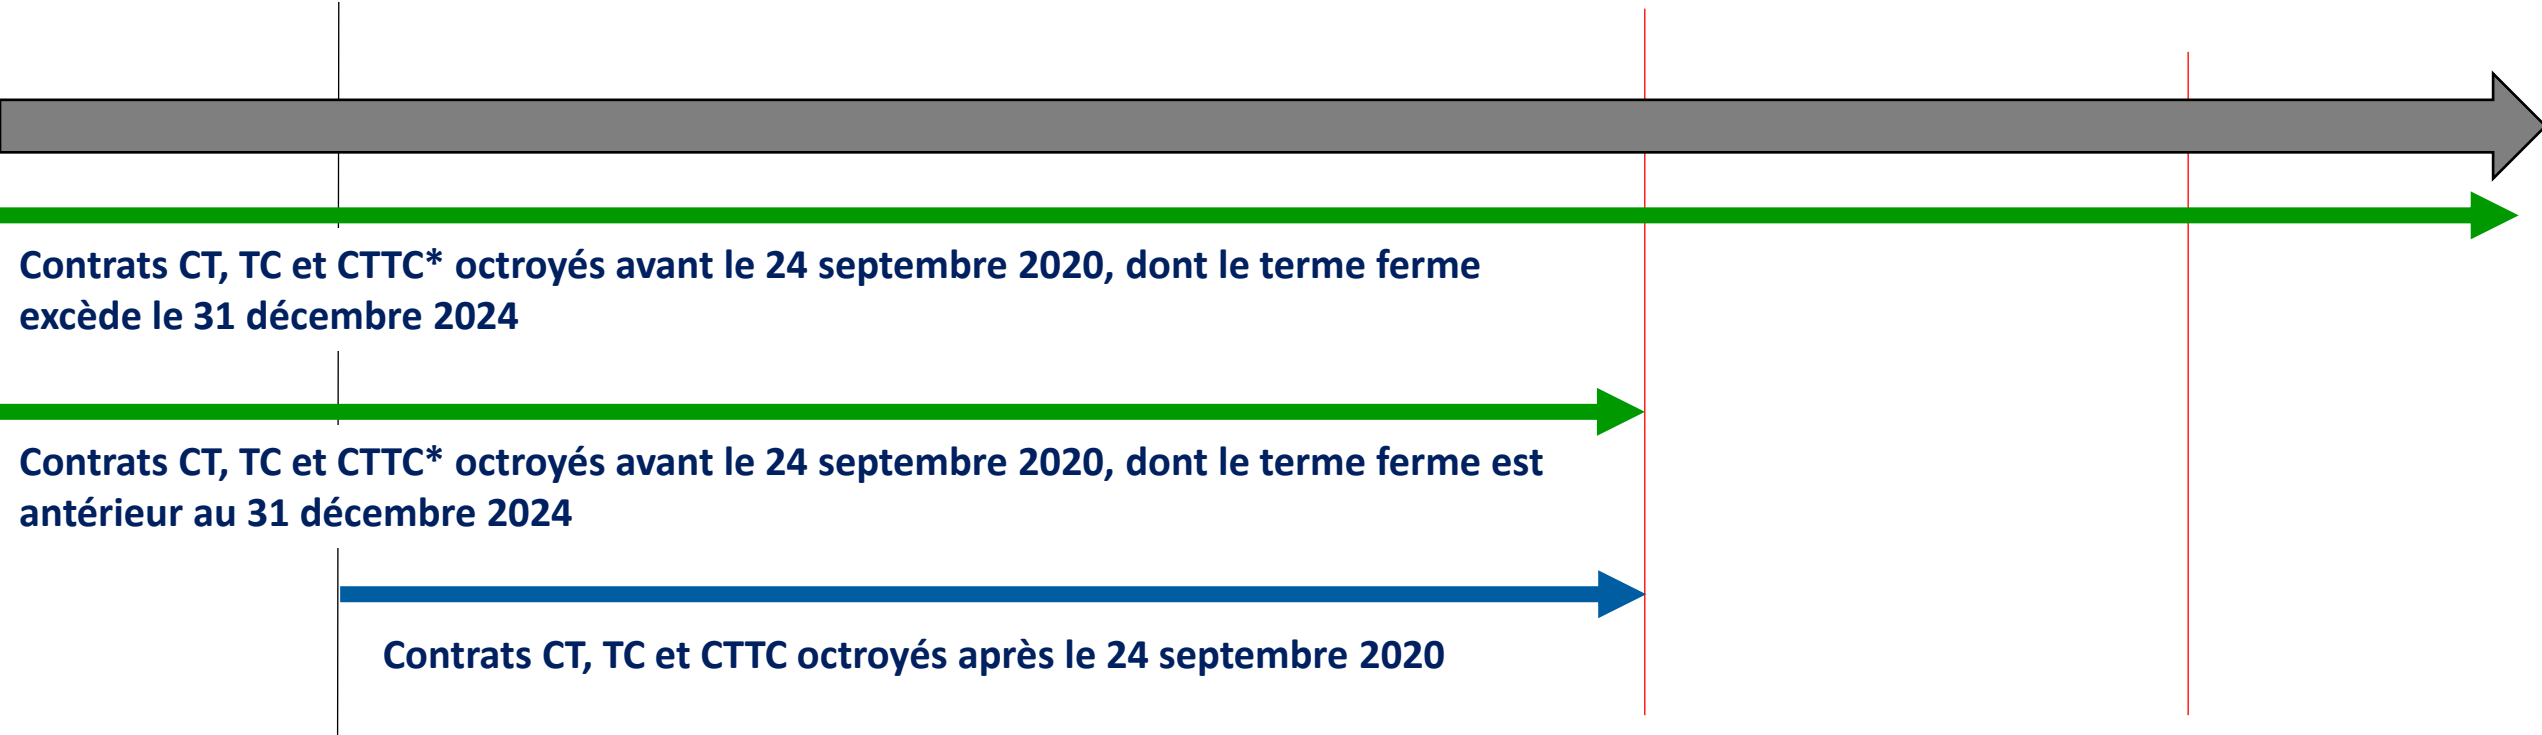 Contrats CT, TC et CTTC* octroyés avant le 24 septembre 2020, dont le terme ferme
excède le 31 décembre 2024
Contrats CT, TC et CTTC* octroyés avant le 24 septembre 2020, dont le terme ferme est
antérieur au 31 décembre 2024
Contrats CT, TC et CTTC octroyés après le 24 septembre 2020